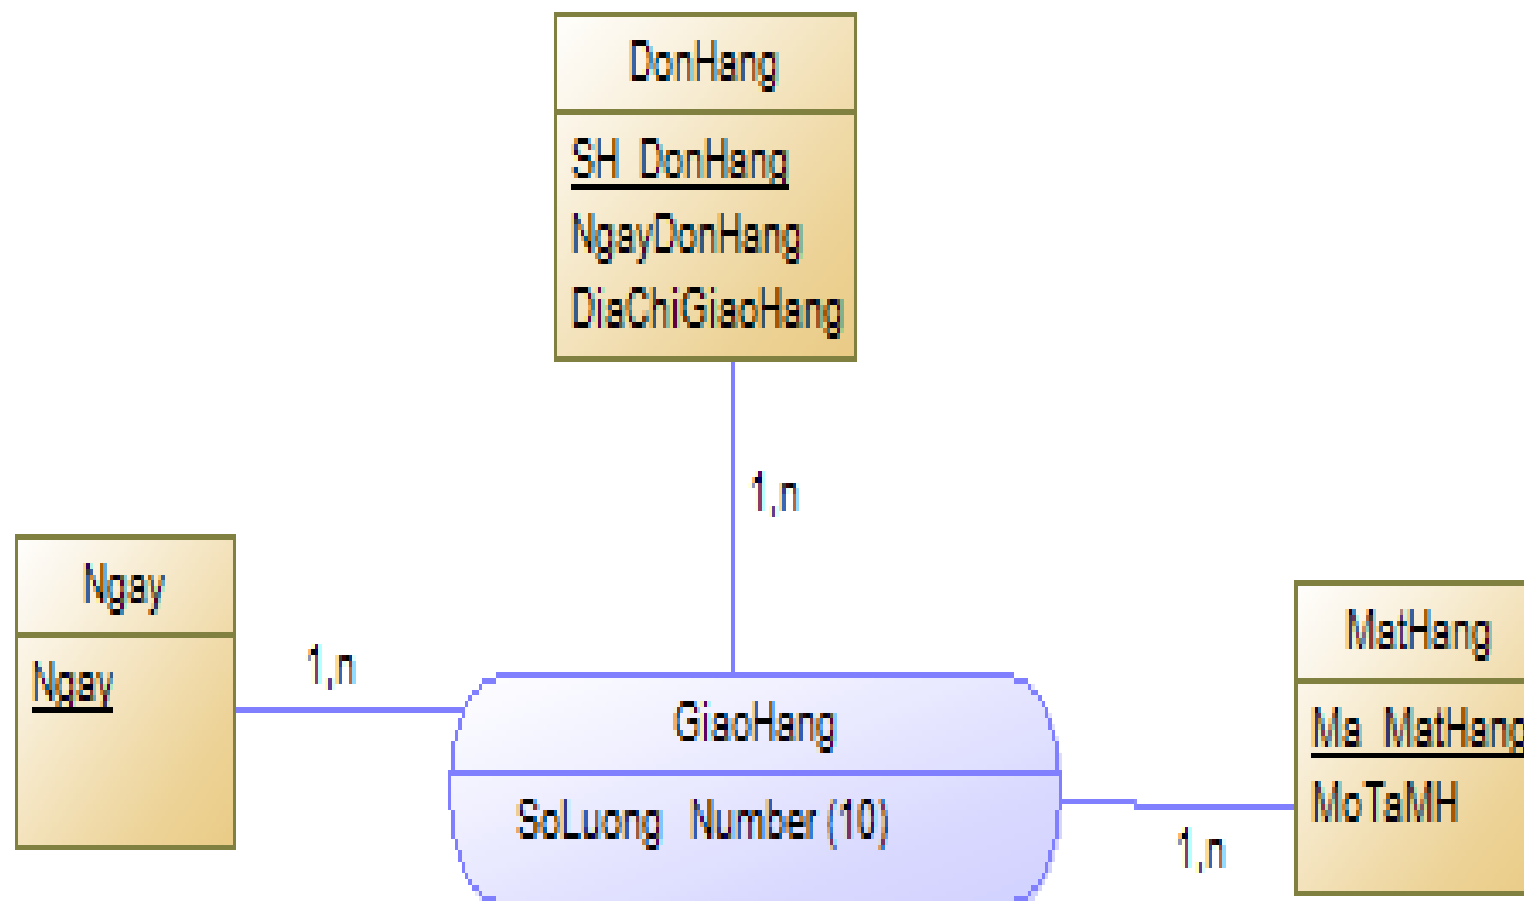 DonHang
SH_DonHang
NgayDonHang
DiaChiGiaoHang
1,n
Ngay
Ngay
1,n
GiaoHang
SoLuong Number (10)
1,n
MatHang
Ma_MatHang
MoTaMH